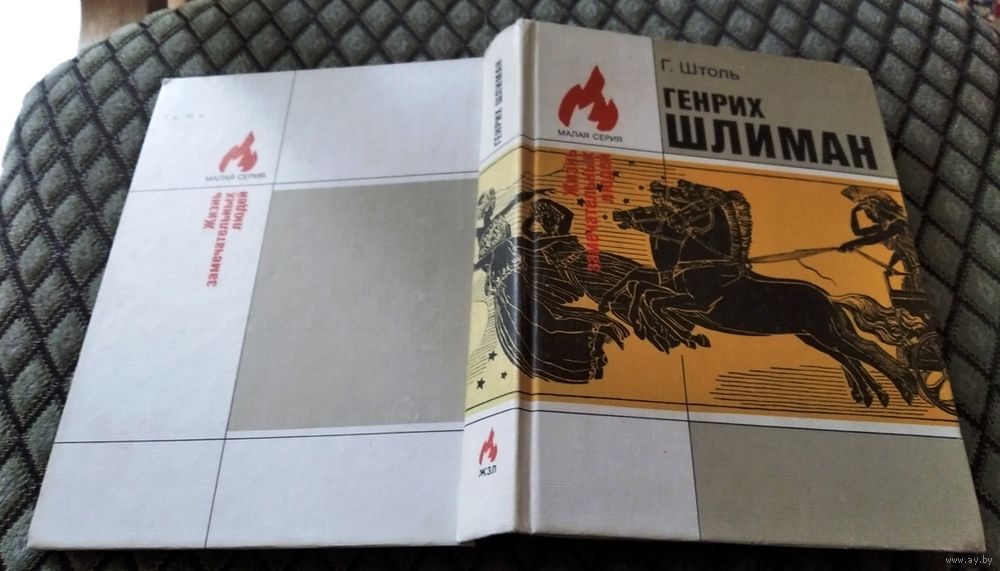 МАЛАЯ СЕРИЯ
Жизнь
замечательных
людей
ГЕНРИХ ШЛИМАН
ЖЗЛ
Г. Штоль
ГЕНРИХ
ШЛИМАН
МАЛАЯ СЕРИЯ
Жизнь
замечательных
людей
www.ay.by